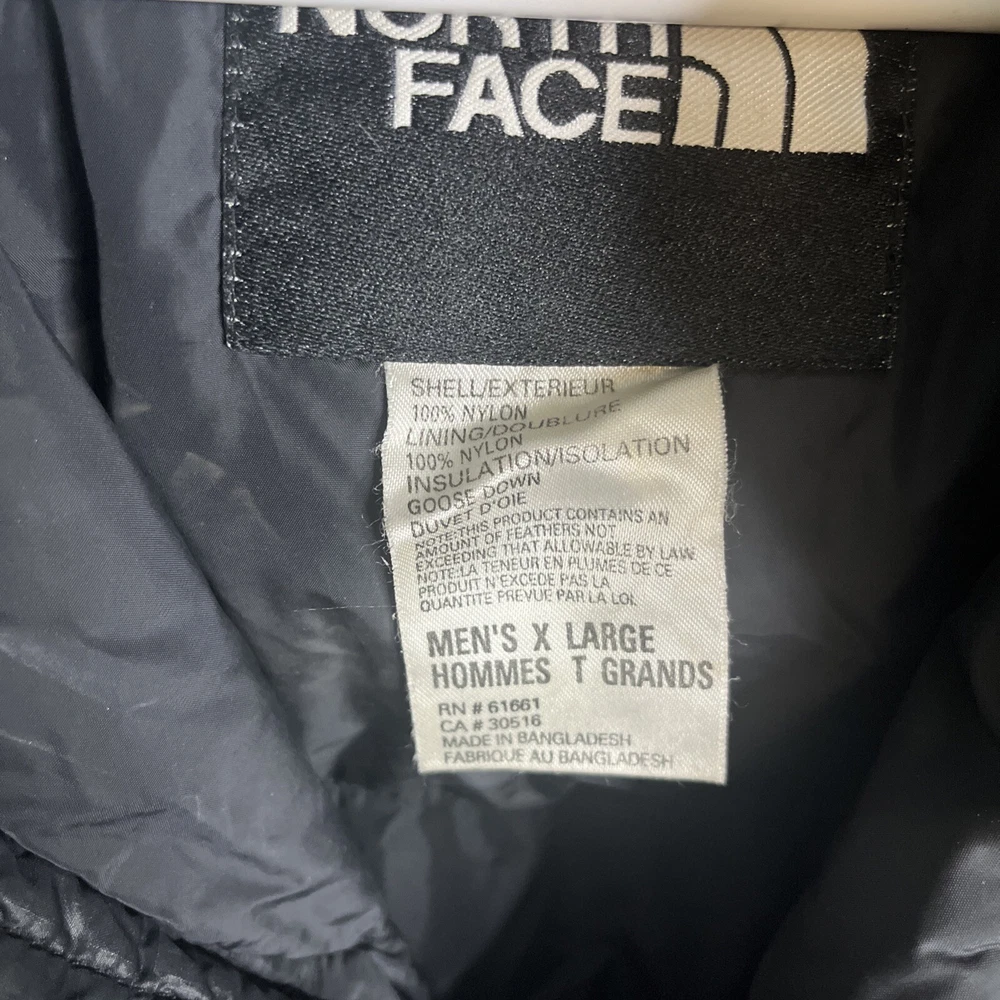 NORTH
FACE
SHELL/EXTERIEUR
100% NYLON
LINING/DOUBLURE
100% NYLON
INSULATION/ISOLATION
GOOSE DOWN
DUVET D'OIE
NOTE:THIS PRODUCT CONTAINS AN
AMOUNT OF FEATHERS NOT
EXCEEDING THAT ALLOWABLE BY LAW
NOTE:LA TENEUR EN PLUMES DE CE
PRODUIT N'EXCEDE PAS LA
QUANTITE PREVUE PAR LA LOI.
MEN'S X LARGE
HOMMES T GRANDS
RN # 61661
CA # 30516
MADE IN BANGLADESH
FABRIQUE AU BANGLADESH